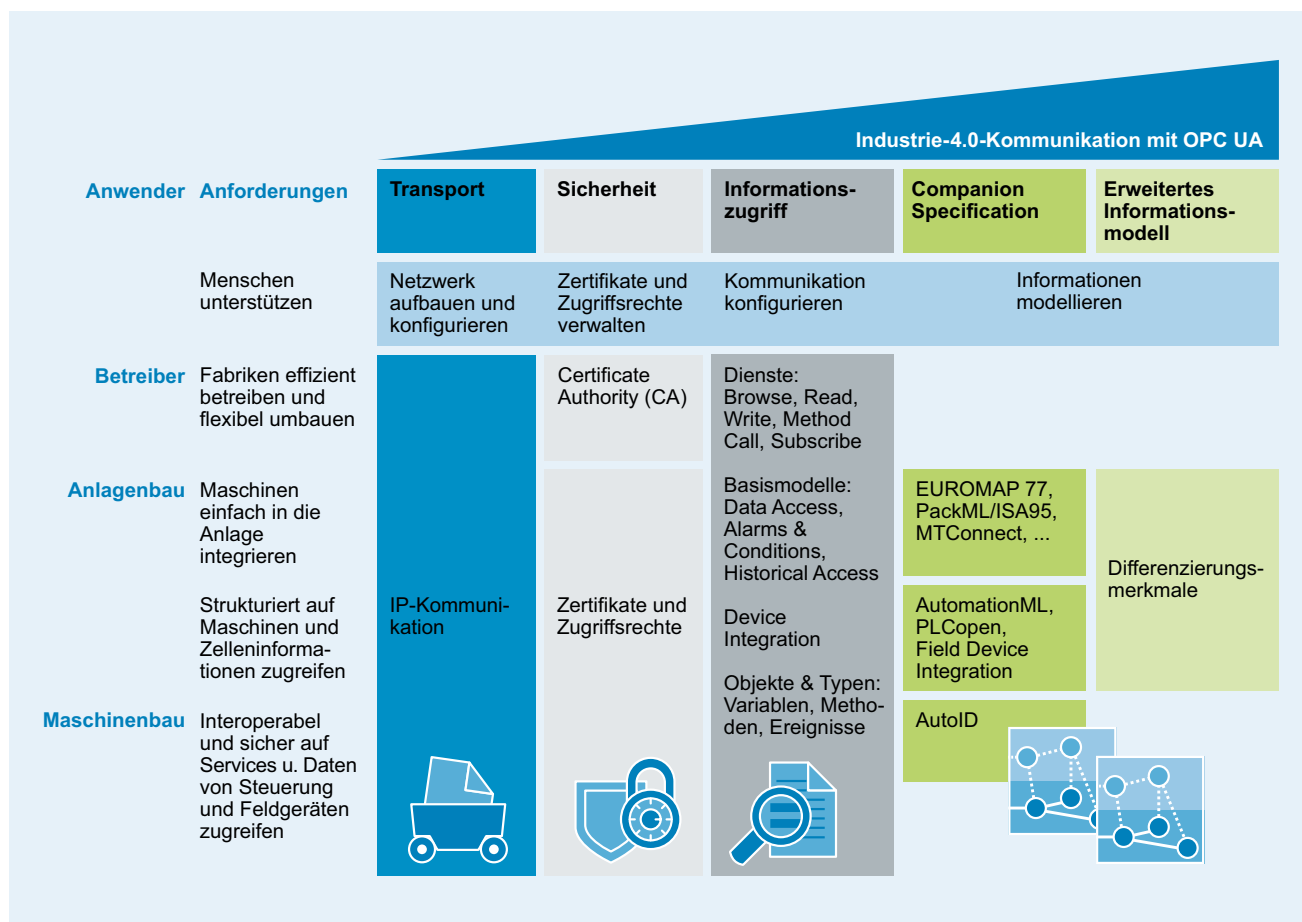 Industrie-4.0-Kommunikation mit OPC UA
Anwender
Anforderungen
Transport
Sicherheit
Informations-
zugriff
Companion
Specification
Erweitertes
Informations-
modell
Menschen
unterstützen
Netzwerk
aufbauen und
konfigurieren
Zertifikate und
Zugriffsrechte
verwalten
Kommunikation
konfigurieren
Informationen
modellieren
Betreiber
Fabriken effizient
betreiben und
flexibel umbauen
Certificate
Authority (CA)
Dienste:
Browse, Read,
Write, Method
Call, Subscribe
Anlagenbau
Maschinen
einfach in die
Anlage
integrieren
Basismodelle:
Data Access,
Alarms &
Conditions,
Historical Access
EUROMAP 77,
PackML/ISA95,
MTConnect, ...
Differenzierungs-
merkmale
Strukturiert auf
Maschinen und
Zelleninforma-
tionen zugreifen
IP-Kommuni-
kation
Zertifikate und
Zugriffsrechte
Device
Integration
AutomationML,
PLCopen,
Field Device
Integration
Objekte & Typen:
Variablen, Metho-
den, Ereignisse
Maschinenbau
Interoperabel
und sicher auf
Services u. Daten
von Steuerung
und Feldgeräten
zugreifen
AutoID